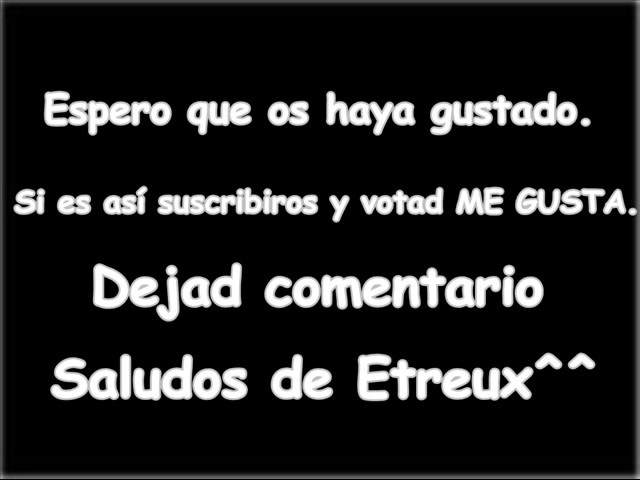 Espero que os haya gustado.
Si es así suscribiros y votad ME GUSTA.
Dejad comentario
Saludos de Etreux^^